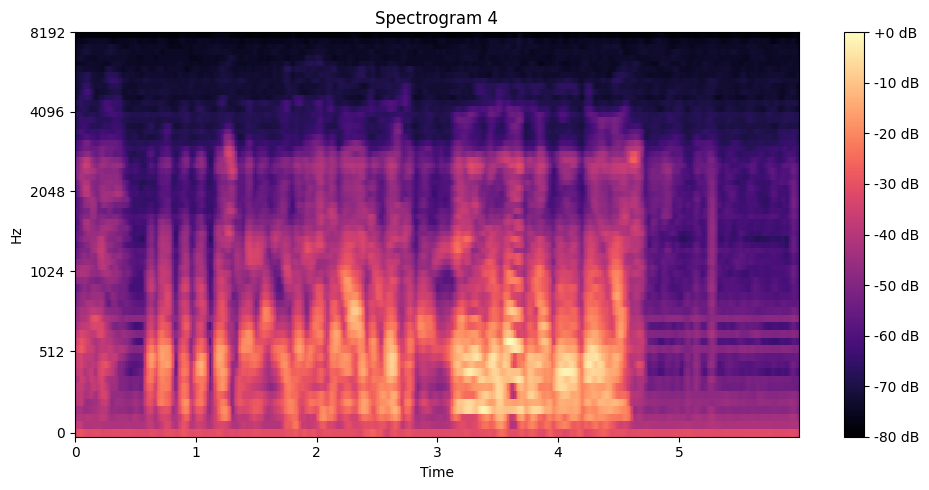 Spectrogram 4
8192
4096
2048
1024
512
0
Hz
0 1 2 3 4 5
Time
+0 dB
-10 dB
-20 dB
-30 dB
-40 dB
-50 dB
-60 dB
-70 dB
-80 dB